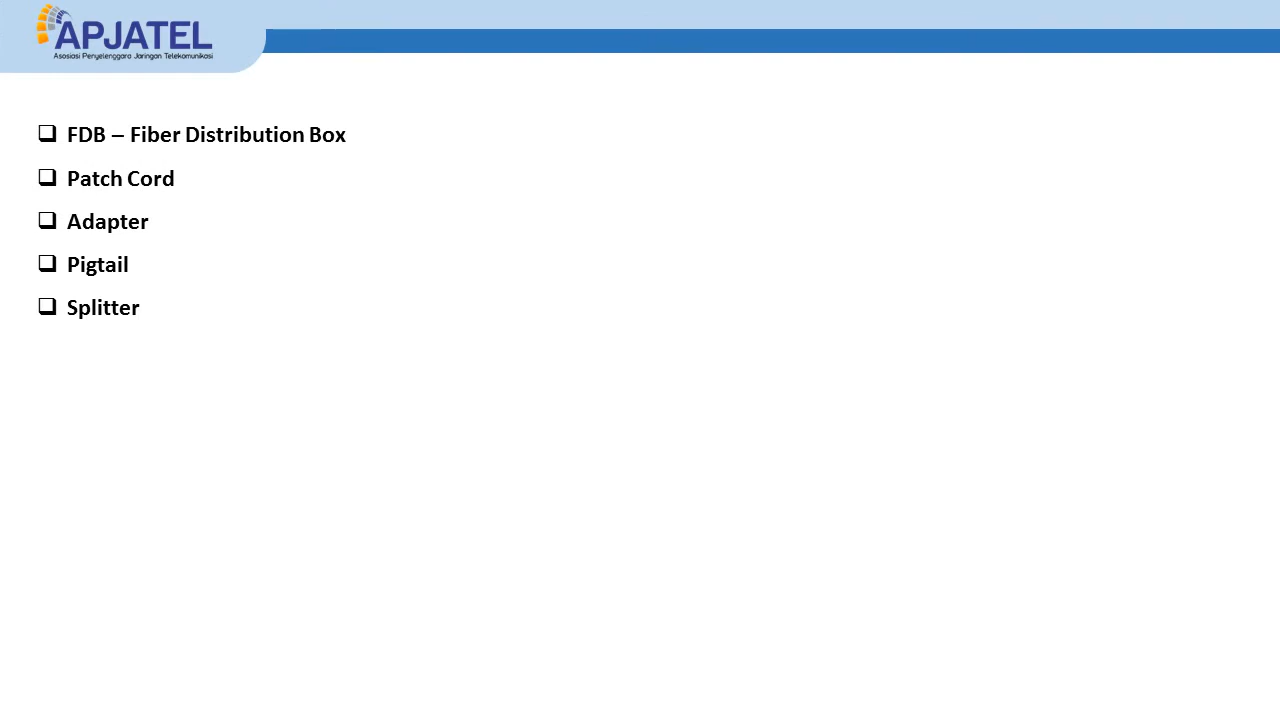 APJATEL
Asosiasi Penyelenggara Jaringan Telekomunikasi
FDB – Fiber Distribution Box
Patch Cord
Adapter
Pigtail
Splitter